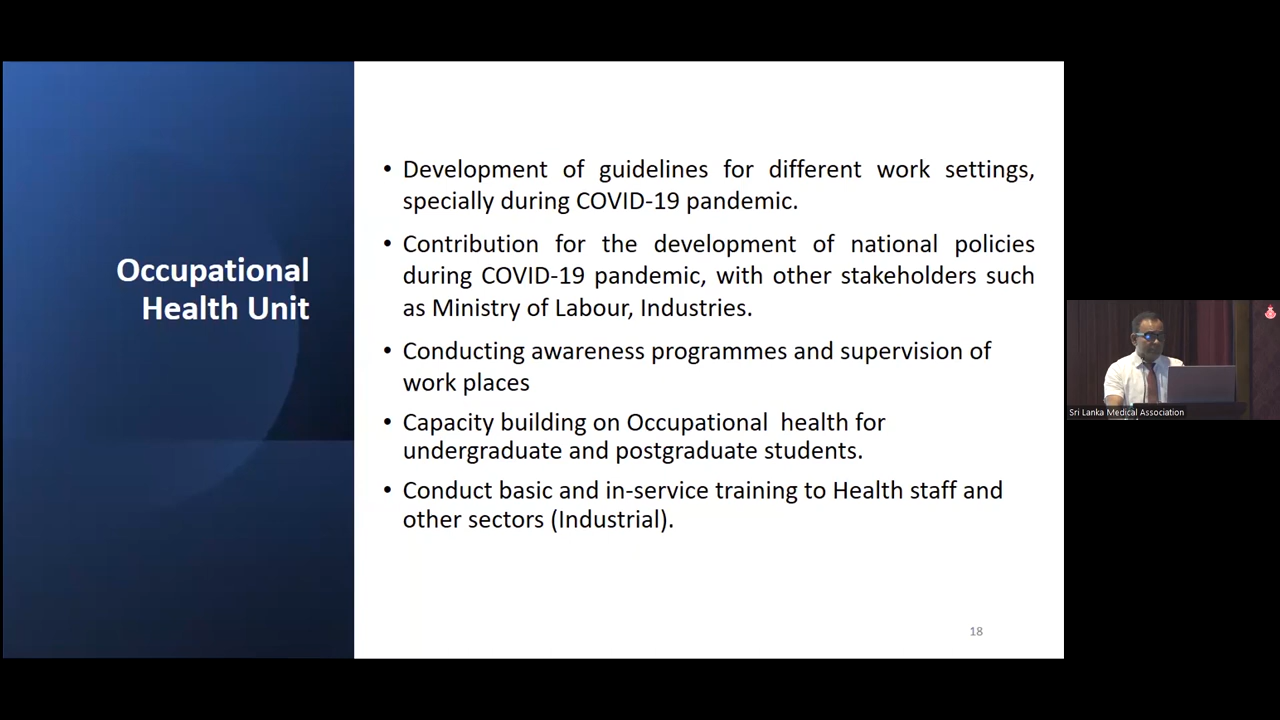 Occupational
Health Unit
• Development of guidelines for different work settings,
specially during COVID-19 pandemic.
• Contribution for the development of national policies
during COVID-19 pandemic, with other stakeholders such
as Ministry of Labour, Industries.
• Conducting awareness programmes and supervision of
work places
• Capacity building on Occupational  health for
undergraduate and postgraduate students.
• Conduct basic and in-service training to Health staff and
other sectors (Industrial).
18
Sri Lanka Medical Association